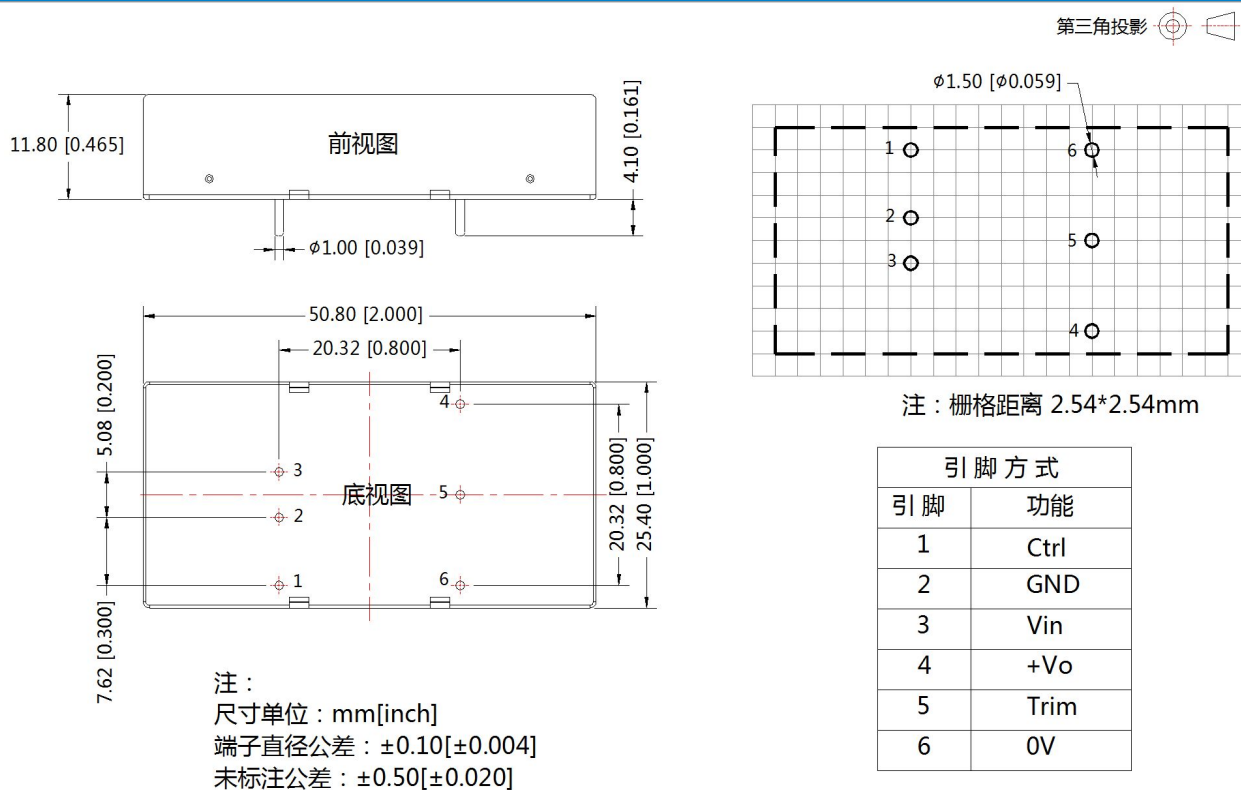 第三角投影
11.80 [0.465]
前视图
4.10 [0.161]
φ1.00 [0.039]
φ1.50 [φ0.059]
1
6
2
5
3
4
注：栅格距离 2.54*2.54mm
50.80 [2.000]
20.32 [0.800]
5.08 [0.200]
7.62 [0.300]
4
3
底视图
5
2
1
6
20.32 [0.800]
25.40 [1.000]
引脚方式
引脚 功能
1 Ctrl
2 GND
3 Vin
4 +Vo
5 Trim
6 0V
注：
尺寸单位：mm[inch]
端子直径公差：±0.10[±0.004]
未标注公差：±0.50[±0.020]